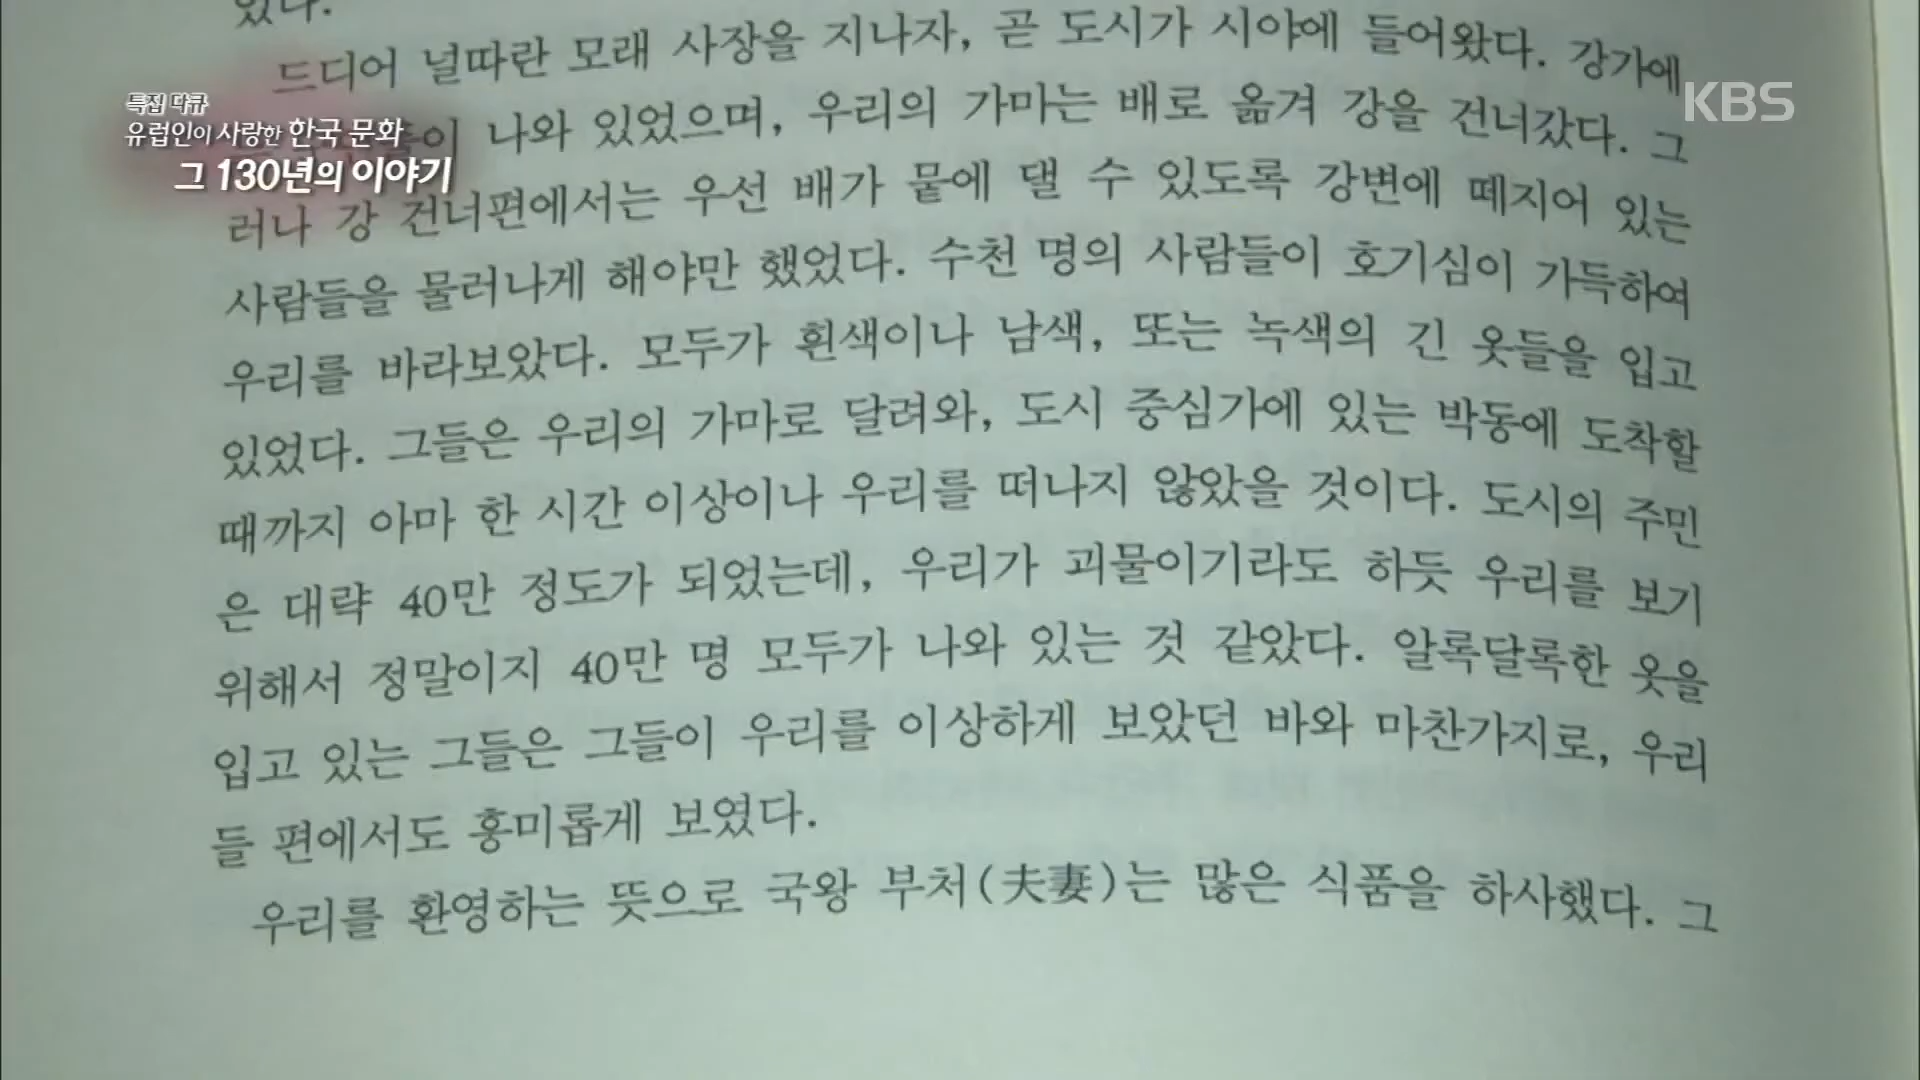 었다.
드디어 널따란 모래 사장을 지나자, 곧 도시가 시야에 들어왔다. 강가에
들이 나와 있었으며, 우리의 가마는 배로 옮겨 강을 건너갔다. 그
러나 강 건너편에서는 우선 배가 뭍에 댈 수 있도록 강변에 떼지어 있는
사람들을 물러나게 해야만 했었다. 수천 명의 사람들이 호기심이 가득하여
우리를 바라보았다. 모두가 흰색이나 남색, 또는 녹색의 긴 옷들을 입고
있었다. 그들은 우리의 가마로 달려와, 도시 중심가에 있는 박동에 도착할
때까지 아마 한 시간 이상이나 우리를 떠나지 않았을 것이다. 도시의 주민
은 대략 40만 정도가 되었는데, 우리가 괴물이기라도 하듯 우리를 보기
위해서 정말이지 40만 명 모두가 나와 있는 것 같았다. 알록달록한 옷을
입고 있는 그들은 그들이 우리를 이상하게 보았던 바와 마찬가지로, 우리
들 편에서도 흥미롭게 보였다.
우리를 환영하는 뜻으로 국왕 부처(夫妻)는 많은 식품을 하사했다. 그
특집 다큐
유럽인이 사랑한 한국 문화
그 130년의 이야기
KBS